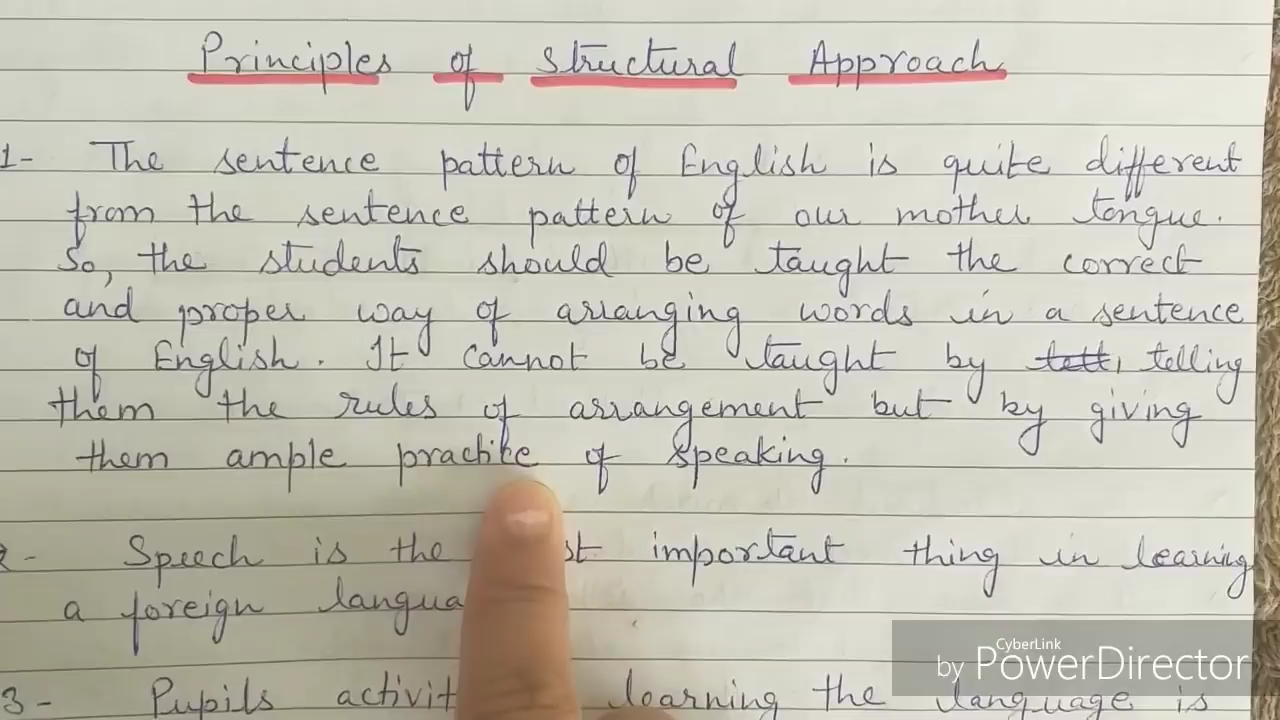 Principles of Structural Approach
1- The sentence pattern of English is quite different
from the sentence pattern of our mother tongue.
So, the students should be taught the correct
and proper way of arranging words in a sentence
of English. It cannot be taught by telling
them the rules of arrangement but by giving
them ample practice of speaking.
2- Speech is the important thing in learning
a foreign
3- Pupils learning the language is
CyberLink
by PowerDirector